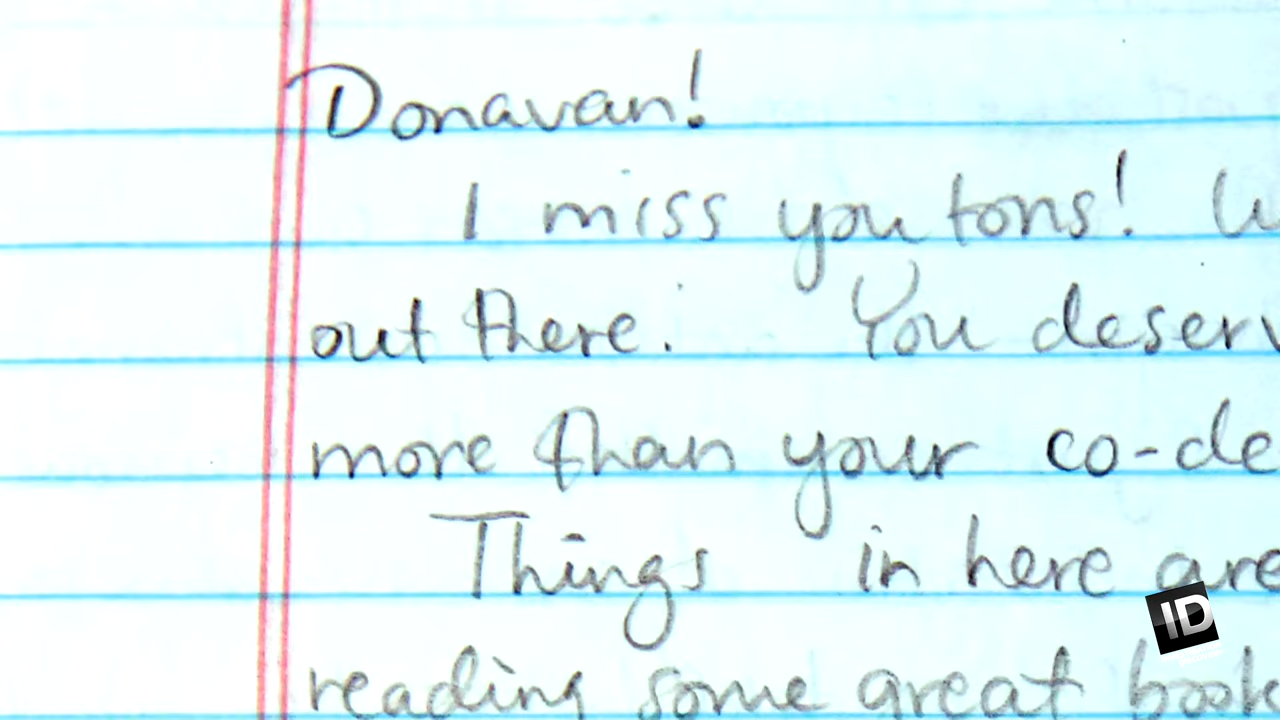 Donavan!
I miss you tons!
out there. You deserv
more than your co-de
Things in here are
reading some great book
ID